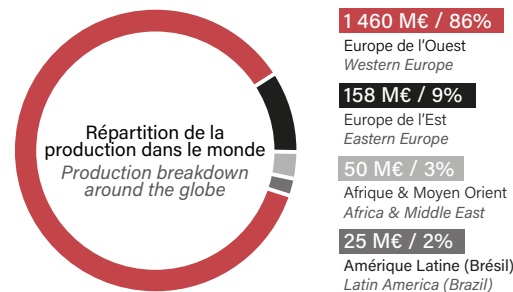 Répartition de la
production dans le monde
Production breakdown
around the globe
1 460 M€ / 86%
Europe de l'Ouest
Western Europe
158 M€ / 9%
Europe de l'Est
Eastern Europe
50 M€ / 3%
Afrique & Moyen Orient
Africa & Middle East
25 M€ / 2%
Amérique Latine (Brésil)
Latin America (Brazil)